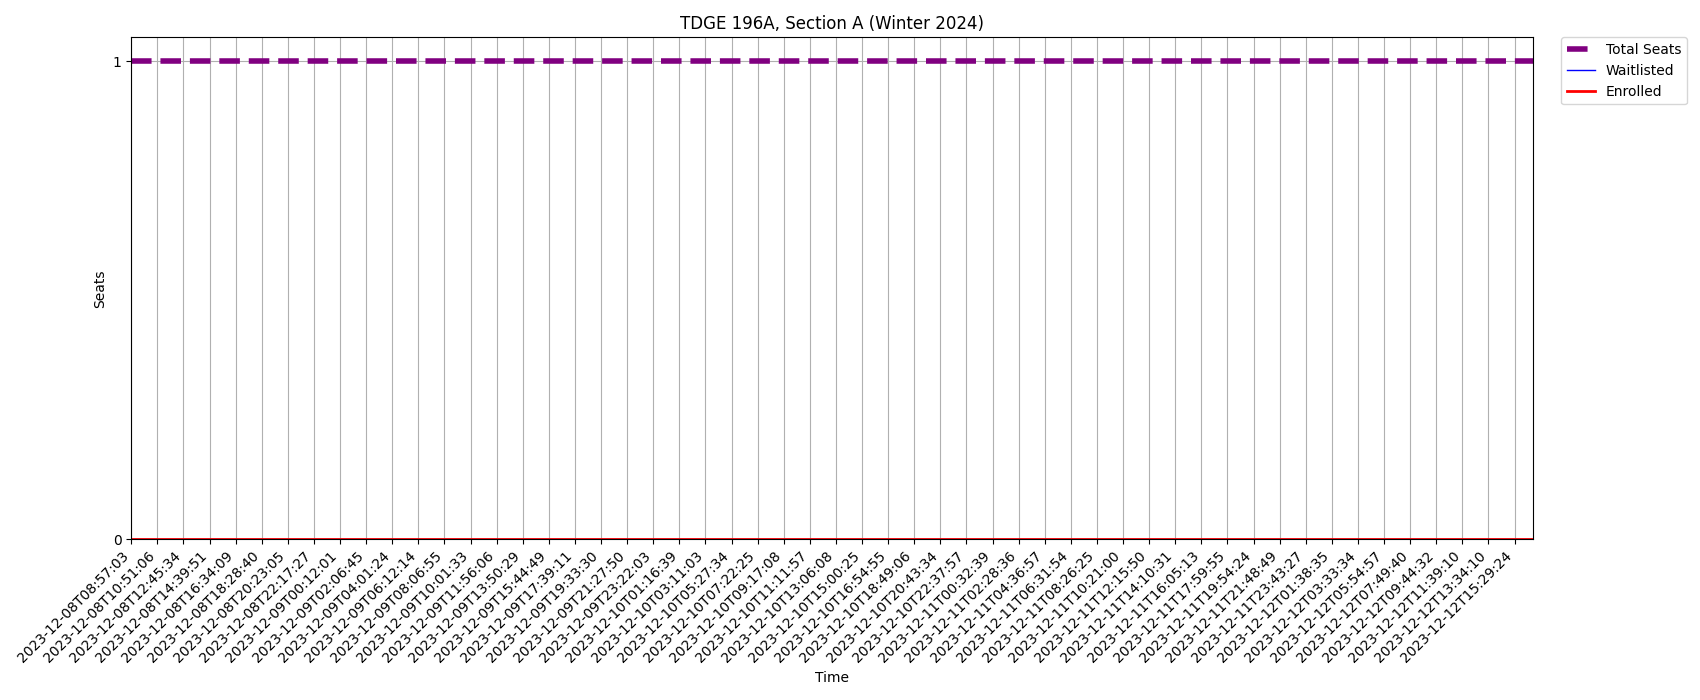 TDGE 196A, Section A (Winter 2024)
Total Seats
Waitlisted
Enrolled
1
0
Seats
2023-12-08T08:57:03
2023-12-08T10:51:06
2023-12-08T12:45:34
2023-12-08T14:39:51
2023-12-08T16:34:09
2023-12-08T18:28:40
2023-12-08T20:23:05
2023-12-08T22:17:27
2023-12-09T00:12:01
2023-12-09T02:06:45
2023-12-09T04:01:24
2023-12-09T06:12:14
2023-12-09T08:06:55
2023-12-09T10:01:33
2023-12-09T11:56:06
2023-12-09T13:50:29
2023-12-09T15:44:49
2023-12-09T17:39:11
2023-12-09T19:33:30
2023-12-09T21:27:50
2023-12-09T23:22:03
2023-12-10T01:16:39
2023-12-10T03:11:03
2023-12-10T05:27:34
2023-12-10T07:22:25
2023-12-10T09:17:08
2023-12-10T11:11:57
2023-12-10T13:06:08
2023-12-10T15:00:25
2023-12-10T16:54:55
2023-12-10T18:49:06
2023-12-10T20:43:34
2023-12-10T22:37:57
2023-12-11T00:32:39
2023-12-11T02:28:36
2023-12-11T04:36:57
2023-12-11T06:31:54
2023-12-11T08:26:25
2023-12-11T10:21:00
2023-12-11T12:15:50
2023-12-11T14:10:31
2023-12-11T16:05:13
2023-12-11T17:59:55
2023-12-11T19:54:24
2023-12-11T21:48:49
2023-12-11T23:43:27
2023-12-12T01:38:35
2023-12-12T03:33:34
2023-12-12T05:54:57
2023-12-12T07:49:40
2023-12-12T09:44:32
2023-12-12T11:39:10
2023-12-12T13:34:10
2023-12-12T15:29:24
Time